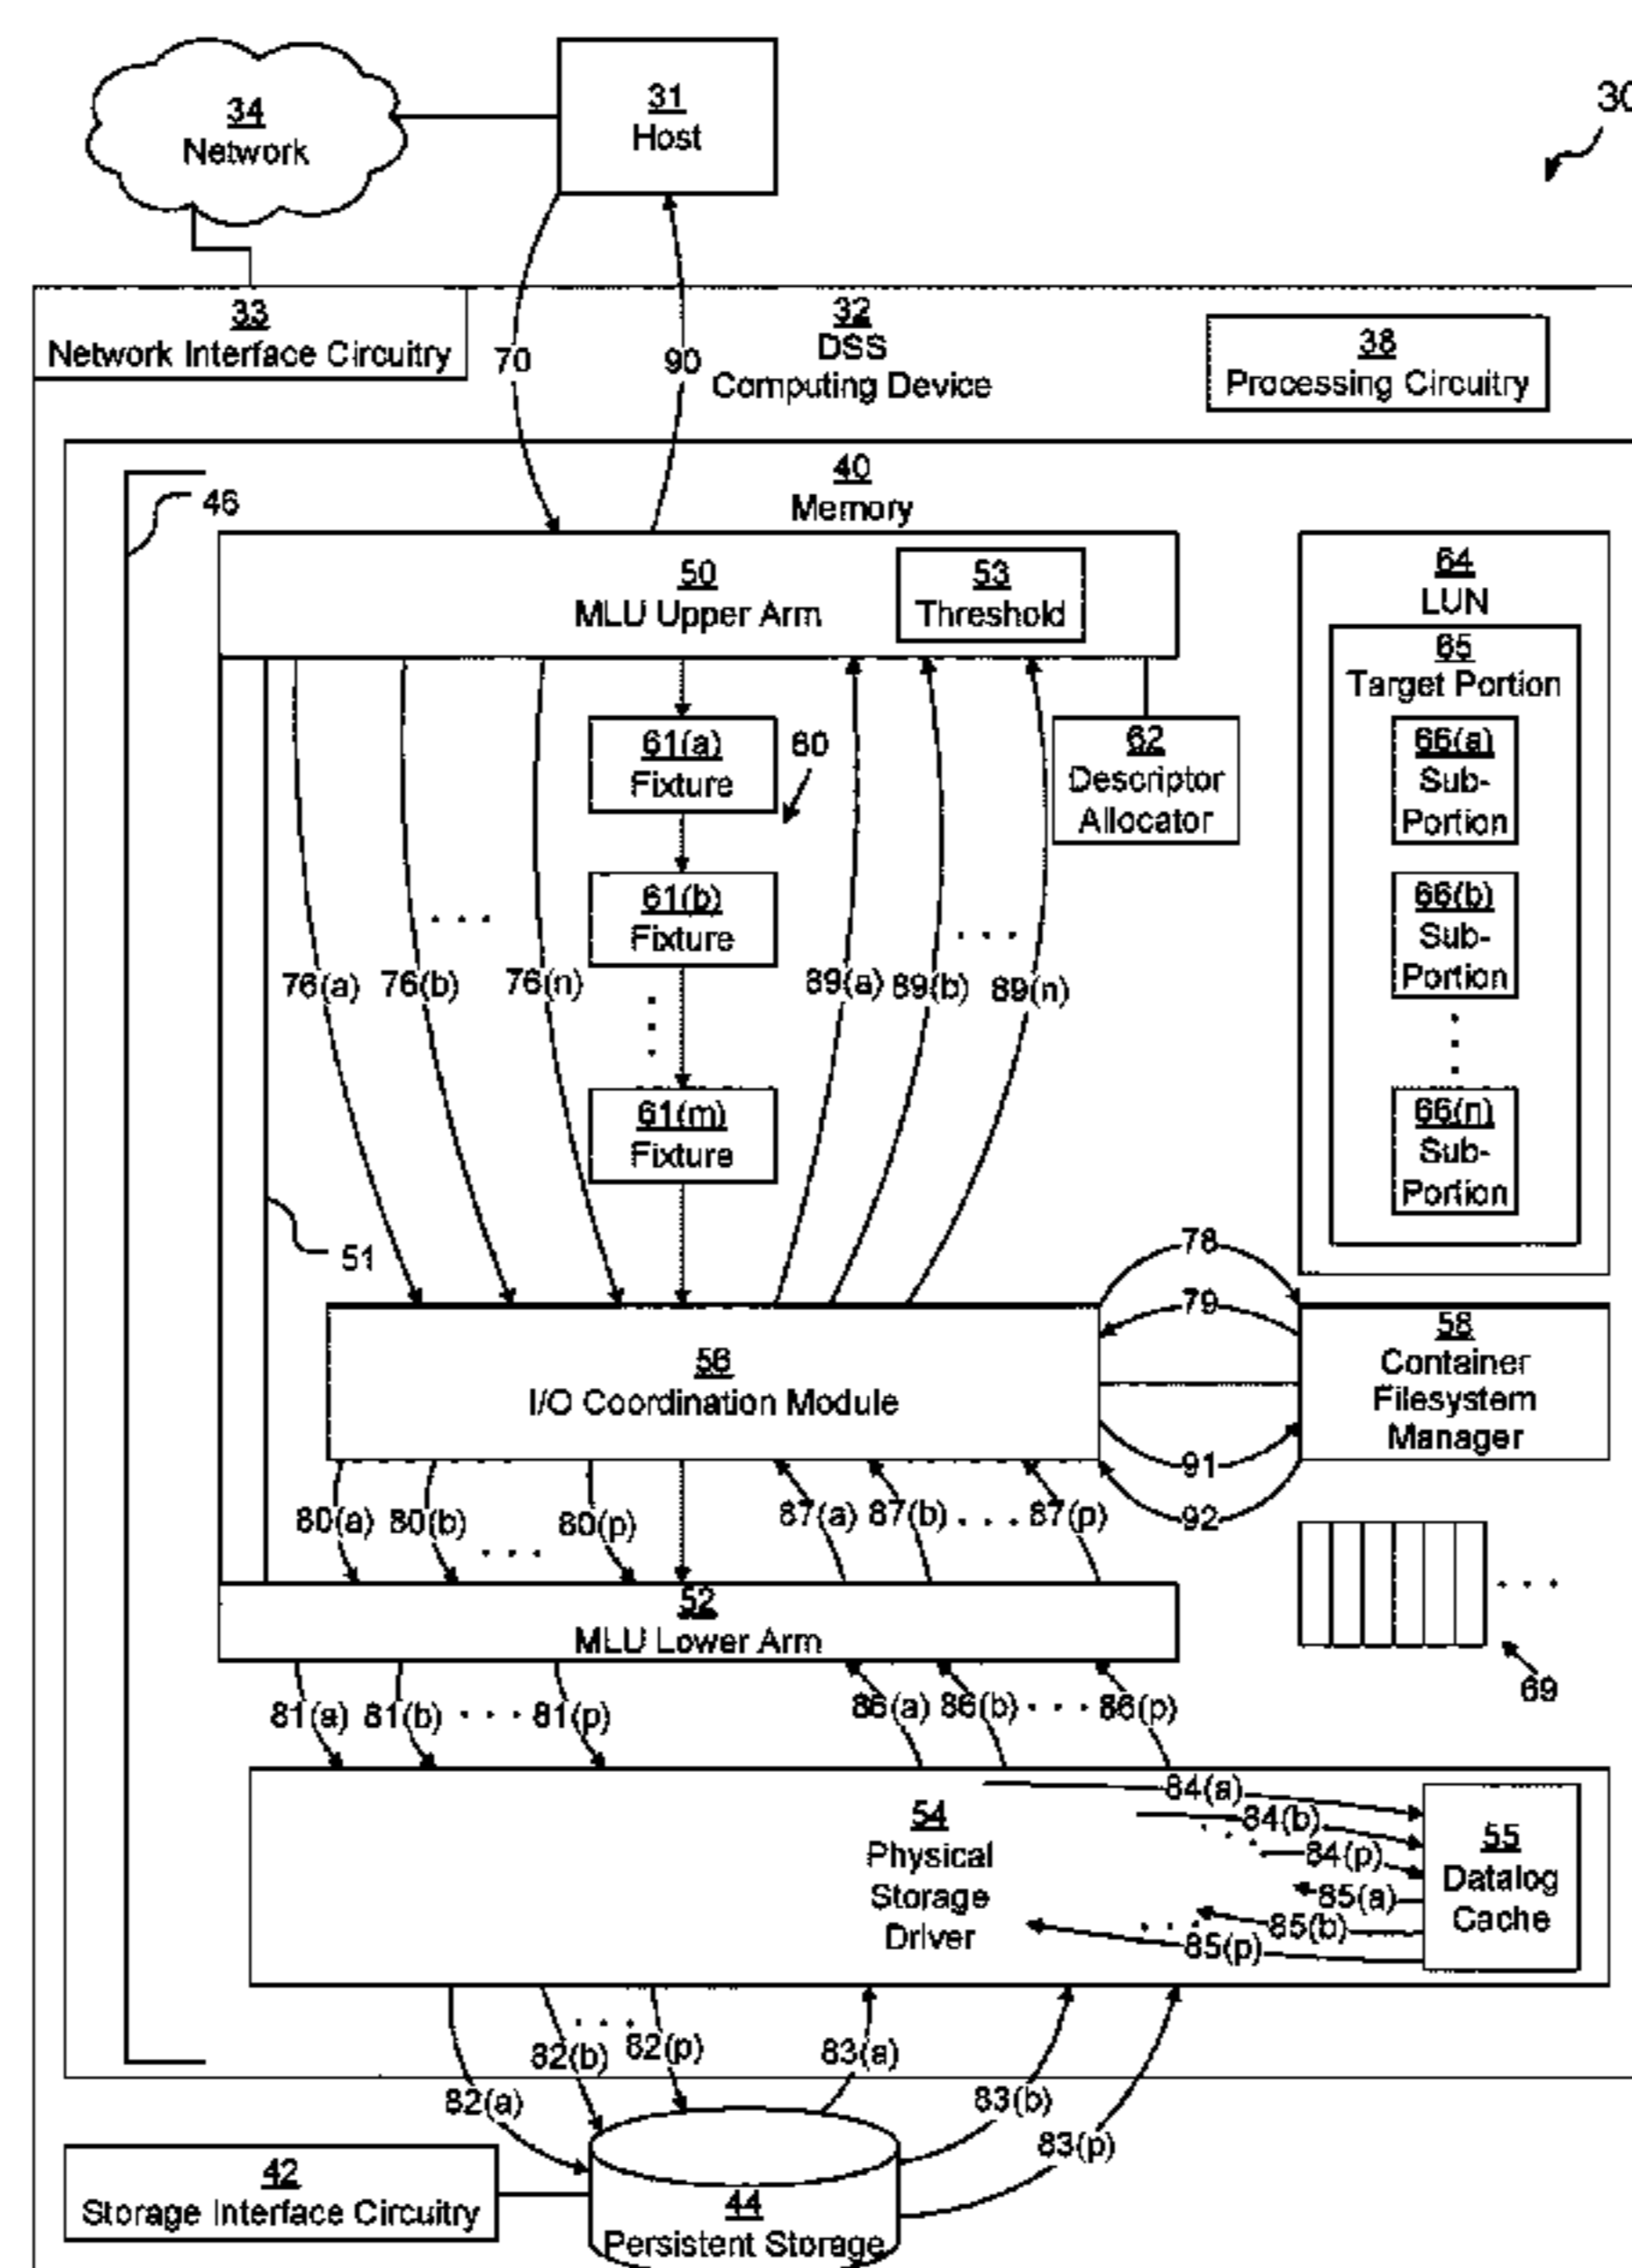 30
34
Network
31
Host
33
Network Interface Circuitry
32
DSS
Computing Device
38
Processing Circuitry
70
90
40
Memory
46
50
MLU Upper Arm
53
Threshold
64
LUN
65
Target Portion
66(a)
Sub-
Portion
66(b)
Sub-
Portion
66(n)
Sub-
Portion
61(a)
Fixture
60
62
Descriptor
Allocator
61(b)
Fixture
76(a)
76(b)
76(n)
89(a)
89(b)
89(n)
61(m)
Fixture
51
78
79
56
I/O Coordination Module
58
Container
Filesystem
Manager
91
92
80(a)
80(b)
80(p)
87(a)
87(b)
87(p)
52
MLU Lower Arm
69
81(a)
81(b)
81(p)
86(a)
86(b)
86(p)
54
Physical
Storage
Driver
84(a)
84(b)
84(p)
85(a)
85(b)
85(p)
55
Datalog
Cache
82(a)
82(b)
82(p)
83(a)
83(b)
83(p)
42
Storage Interface Circuitry
44
Persistent Storage